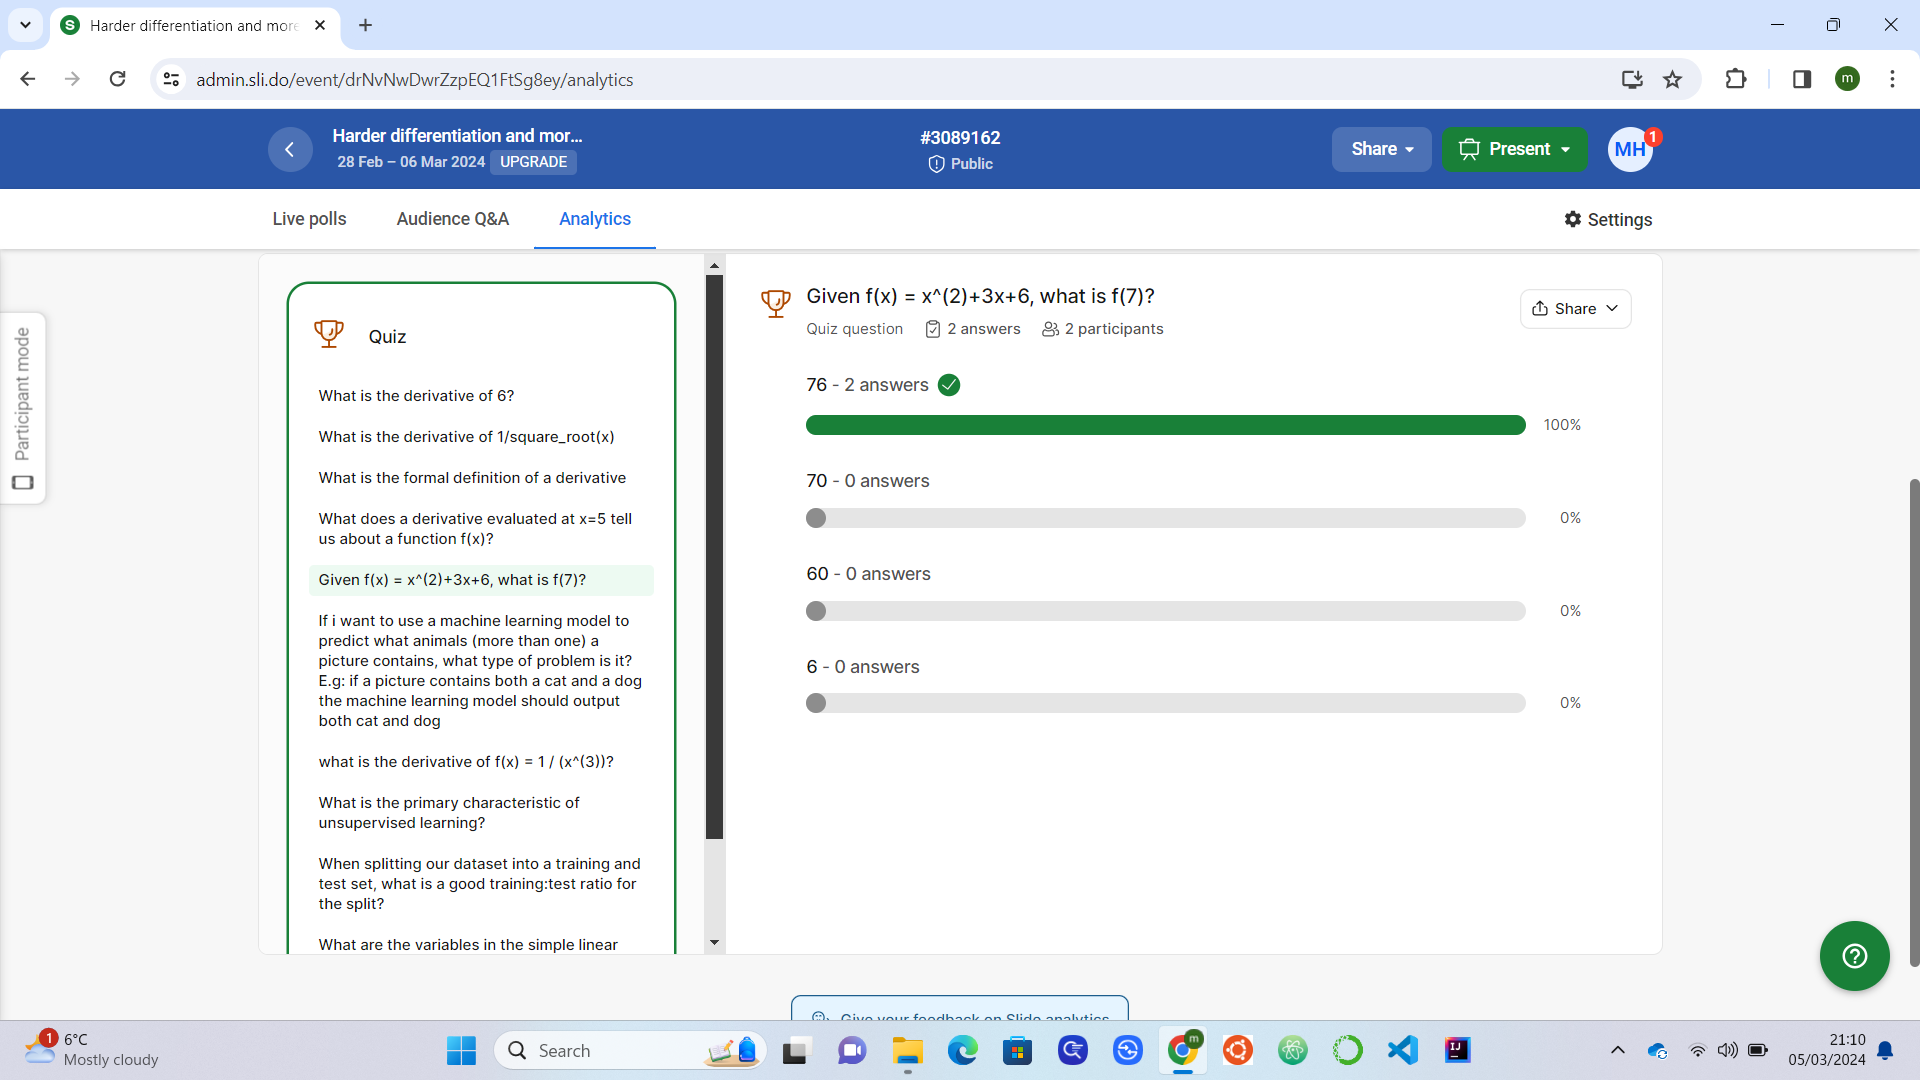 S Harder differentiation and more
admin.sli.do/event/drNvNwDwrZzpEQ1FtSg8ey/analytics
m
Harder differentiation and mor...
28 Feb – 06 Mar 2024 UPGRADE
#3089162
Public
Share
Present
MH
1
Live polls
Audience Q&A
Analytics
Settings
Participant mode
Quiz
What is the derivative of 6?
What is the derivative of 1/square_root(x)
What is the formal definition of a derivative
What does a derivative evaluated at x=5 tell
us about a function f(x)?
Given f(x) = x^(2)+3x+6, what is f(7)?
If i want to use a machine learning model to
predict what animals (more than one) a
picture contains, what type of problem is it?
E.g: if a picture contains both a cat and a dog
the machine learning model should output
both cat and dog
what is the derivative of f(x) = 1 / (x^(3))?
What is the primary characteristic of
unsupervised learning?
When splitting our dataset into a training and
test set, what is a good training:test ratio for
the split?
What are the variables in the simple linear
Given f(x) = x^(2)+3x+6, what is f(7)?
Quiz question 2 answers 2 participants
Share
76 - 2 answers
100%
70 - 0 answers
0%
60 - 0 answers
0%
6 - 0 answers
0%
Give your feedback on Slido analytics
1
6°C
Mostly cloudy
Search
m
IJ
21:10
05/03/2024